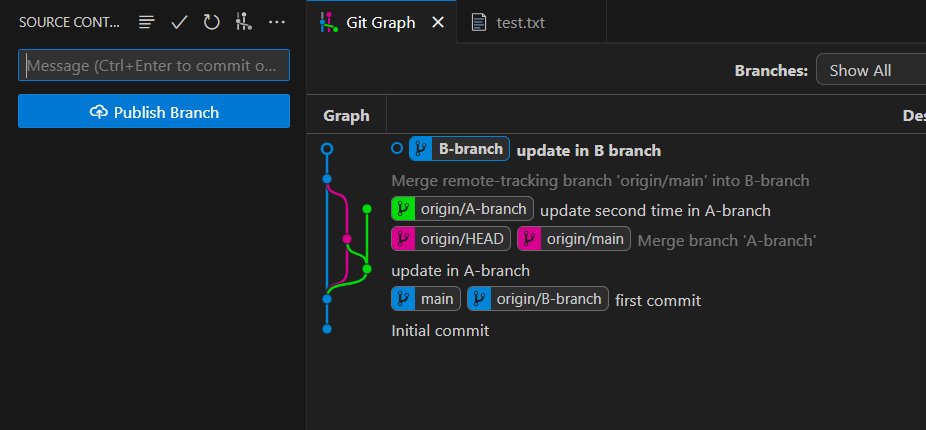 SOURCE CONT...
Git Graph
test.txt
Message (Ctrl+Enter to commit o...
Publish Branch
Branches: Show All
Graph
B-branch update in B branch
Merge remote-tracking branch 'origin/main' into B-branch
origin/A-branch update second time in A-branch
origin/HEAD origin/main Merge branch 'A-branch'
update in A-branch
main origin/B-branch first commit
Initial commit